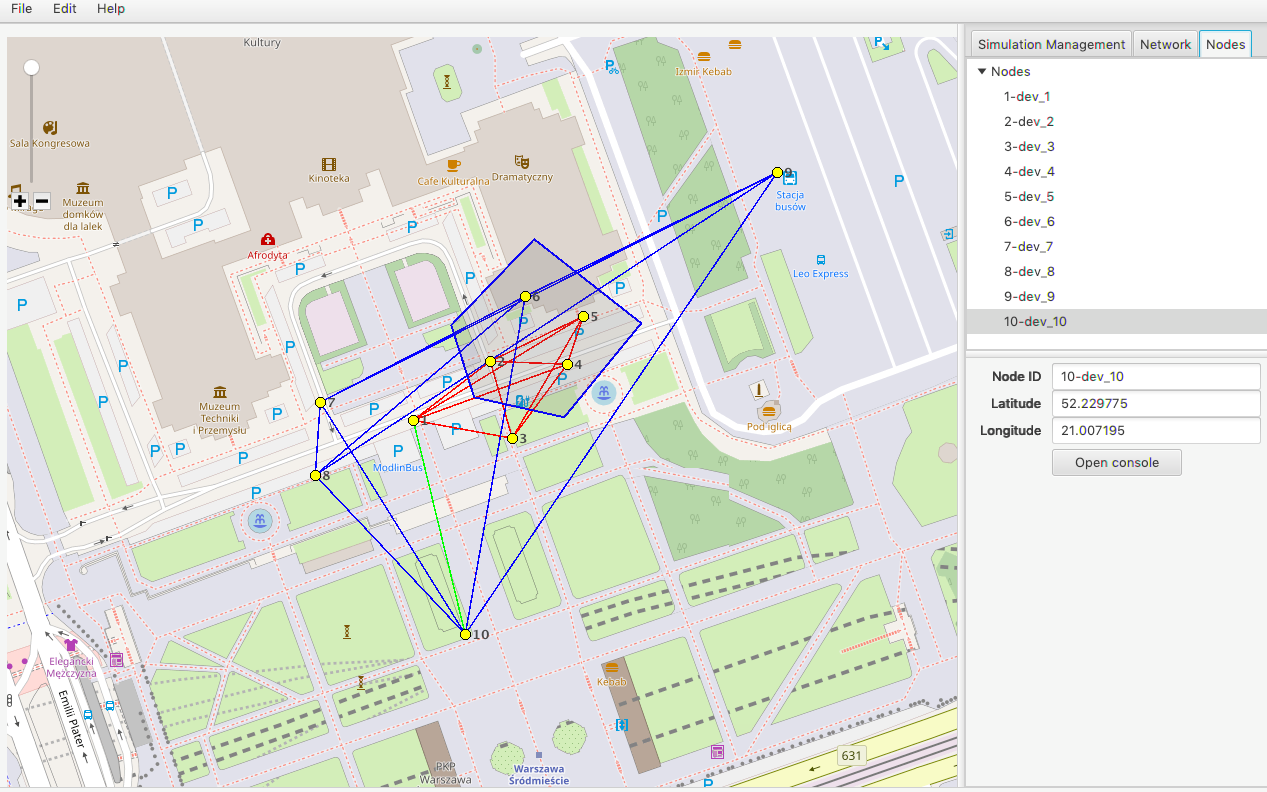 File Edit Help
Simulation Management Network Nodes
Nodes
1-dev_1
2-dev_2
3-dev_3
4-dev_4
5-dev_5
6-dev_6
7-dev_7
8-dev_8
9-dev_9
10-dev_10
Node ID 10-dev_10
Latitude 52.229775
Longitude 21.007195
Open console
Kultury
Izmir Kebab
Sala Kongresowa
Kinoteka
Cafe Kulturalna
Dramatyczny
Muzeum
domków
dla lalek
Stacja
busów
Afrodyta
Leo Express
6
5
2
4
7
1
3
8
9
10
Muzeum
Techniki
i Przemysłu
ModlinBus
Pod iglicą
Elegancki
Mężczyzna
Emilii Plater
Kebab
PKP
Warszawa
Warszawa
Śródmieście
631